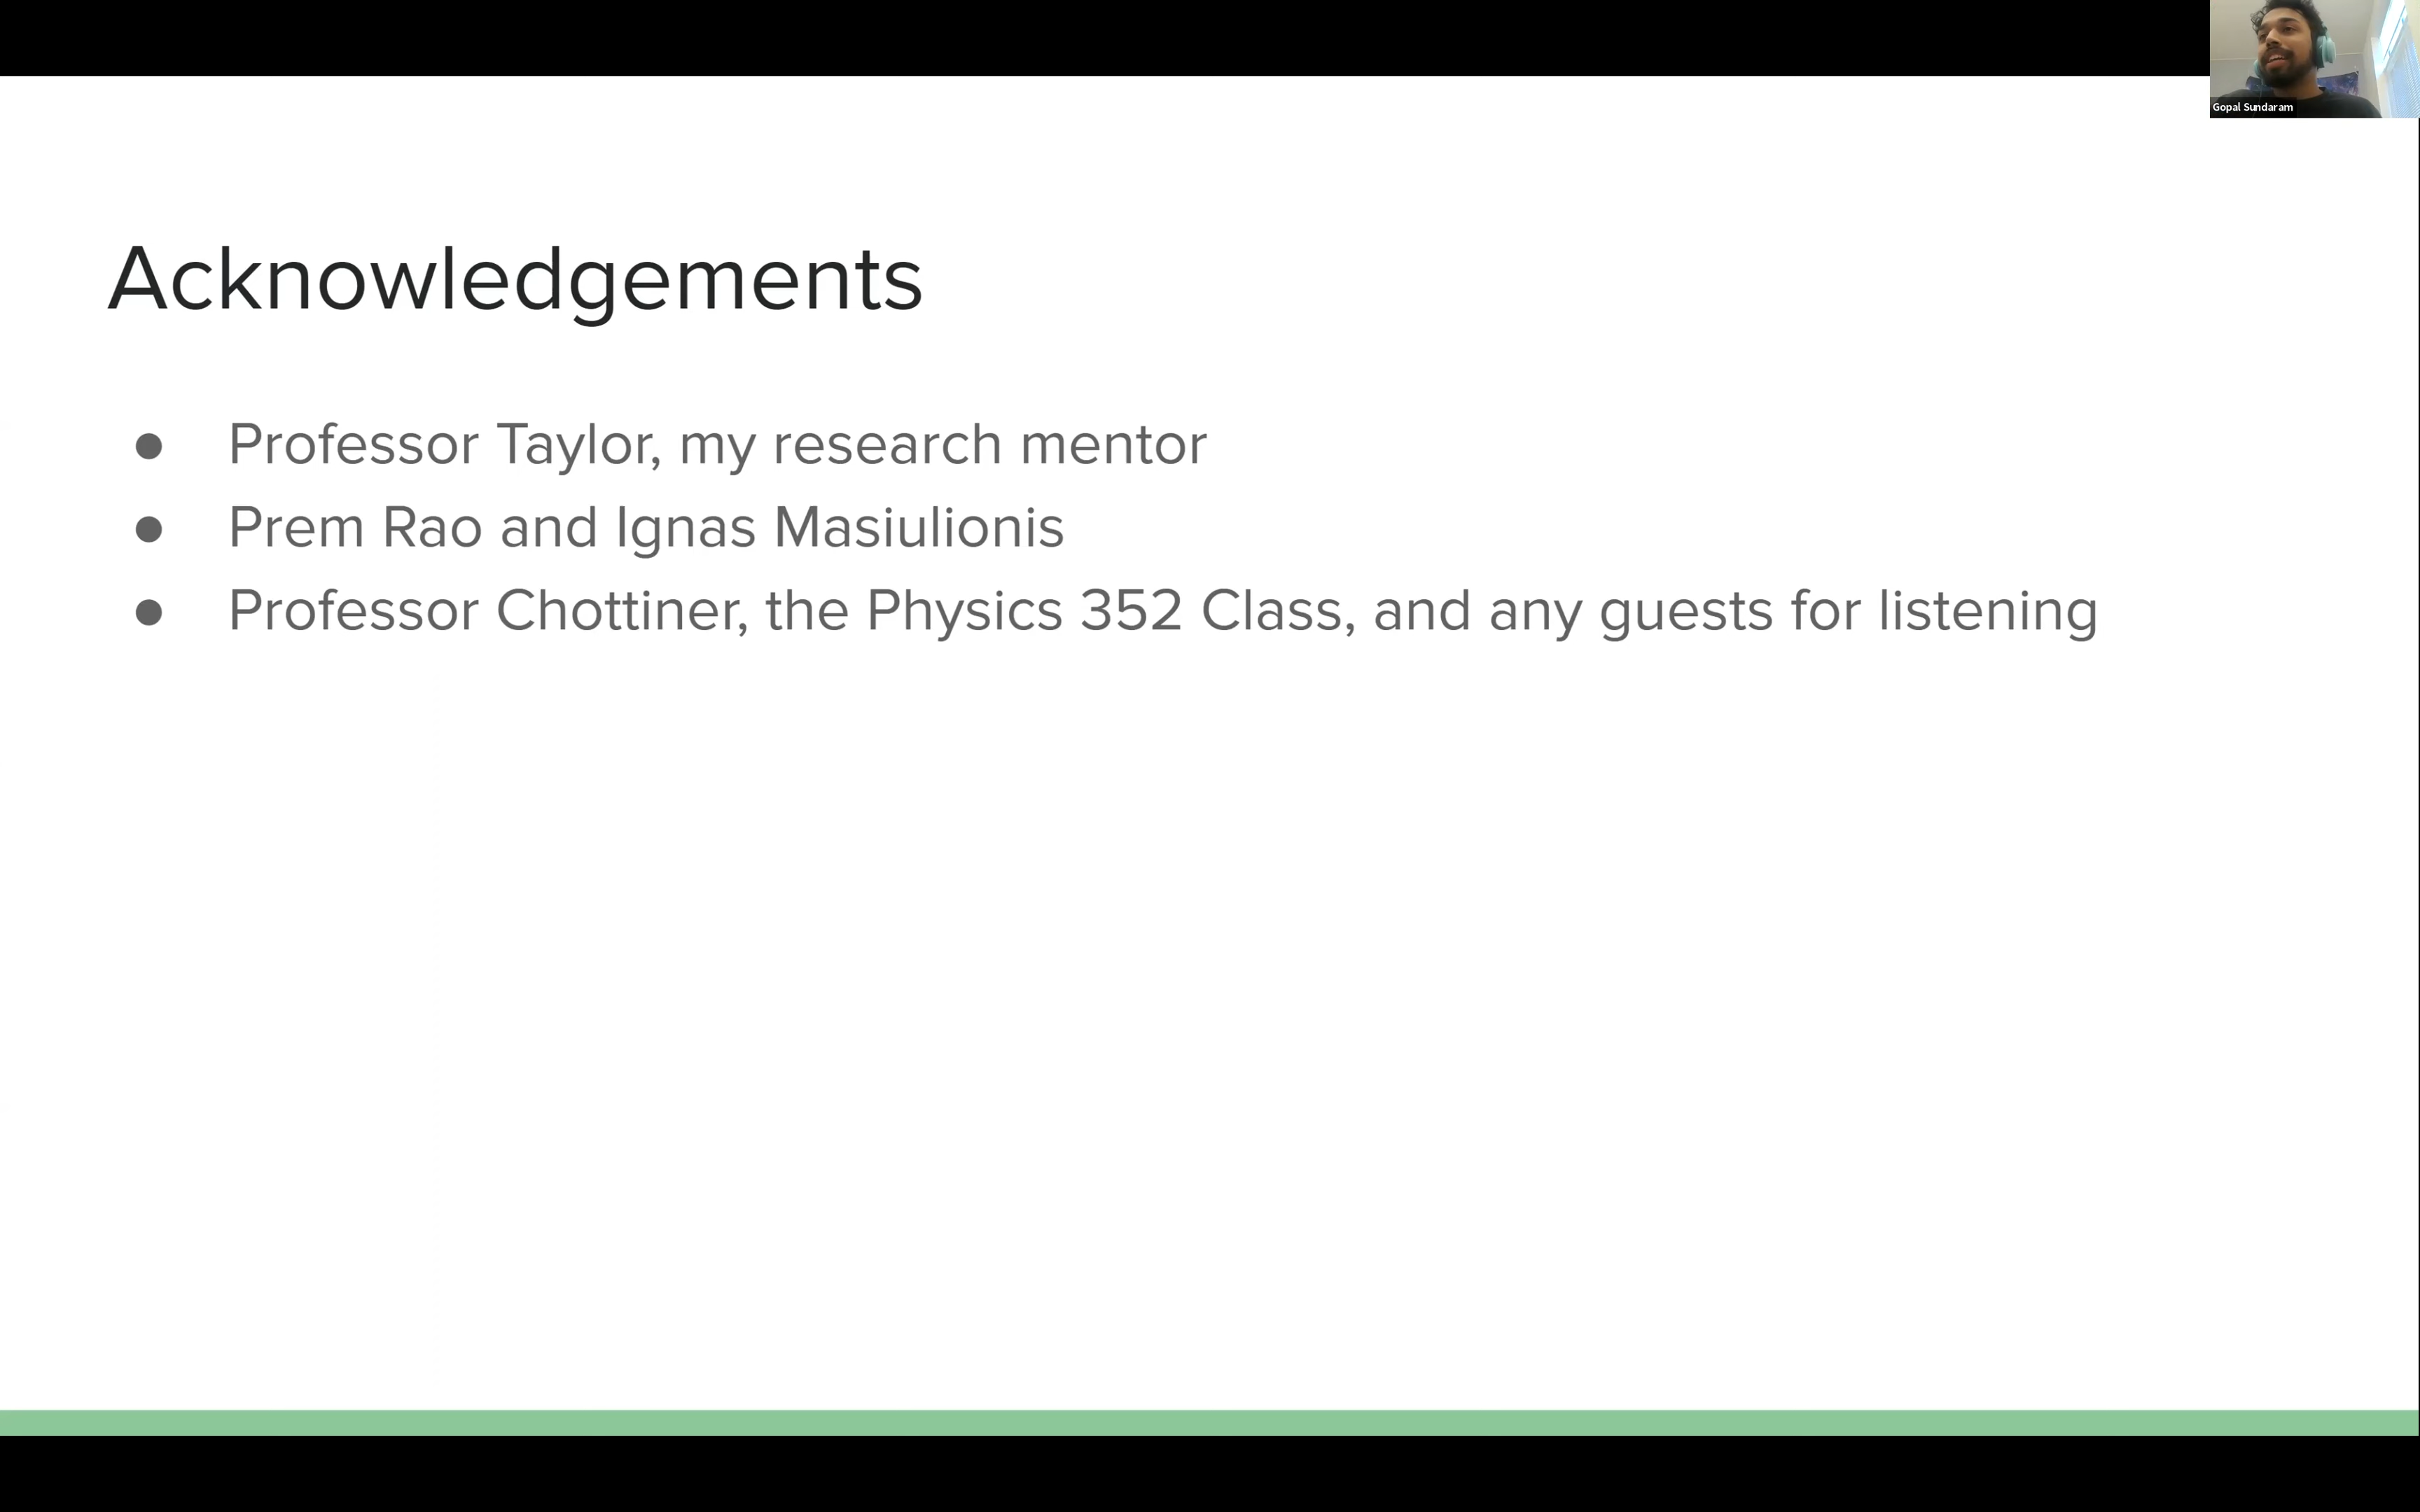 Gopal Sundaram
Acknowledgements
● Professor Taylor, my research mentor
● Prem Rao and Ignas Masiulionis
● Professor Chottiner, the Physics 352 Class, and any guests for listening